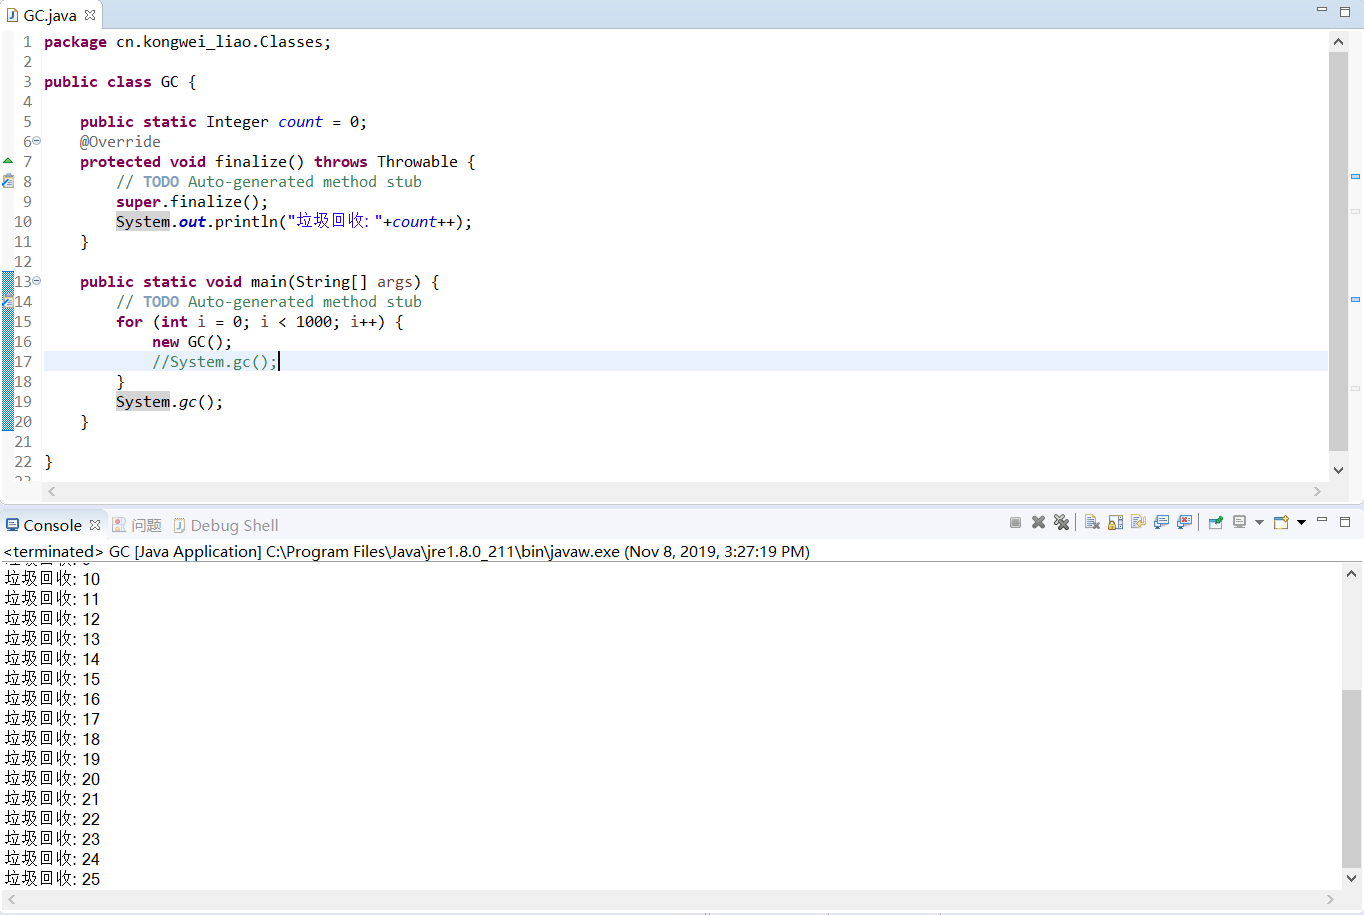 GC.java
1 package cn.kongwei_liao.Classes;
2
3 public class GC {
4
5 public static Integer count = 0;
6 @Override
7 protected void finalize() throws Throwable {
8 // TODO Auto-generated method stub
9 super.finalize();
10 System.out.println("垃圾回收: "+count++);
11 }
12
13 public static void main(String[] args) {
14 // TODO Auto-generated method stub
15 for (int i = 0; i < 1000; i++) {
16 new GC();
17 //System.gc();
18 }
19 System.gc();
20 }
21
22 }
Console 问题 Debug Shell
<terminated> GC [Java Application] C:\Program Files\Java\jre1.8.0_211\bin\javaw.exe (Nov 8, 2019, 3:27:19 PM)
垃圾回收: 10
垃圾回收: 11
垃圾回收: 12
垃圾回收: 13
垃圾回收: 14
垃圾回收: 15
垃圾回收: 16
垃圾回收: 17
垃圾回收: 18
垃圾回收: 19
垃圾回收: 20
垃圾回收: 21
垃圾回收: 22
垃圾回收: 23
垃圾回收: 24
垃圾回收: 25